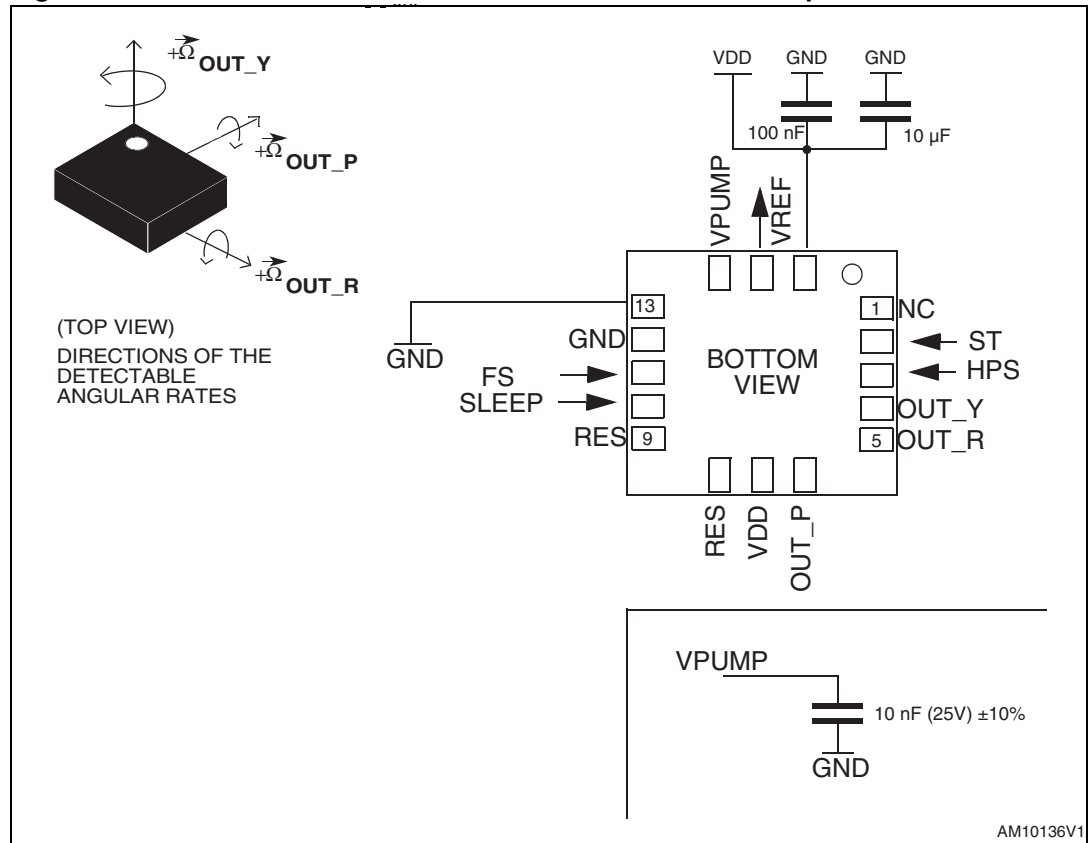 +Ω OUT_Y
+Ω OUT_P
+Ω OUT_R
(TOP VIEW)
DIRECTIONS OF THE
DETECTABLE
ANGULAR RATES
VDD
GND
GND
100 nF
10 µF
VPUMP
VREF
13
GND
GND
FS
SLEEP
RES
9
BOTTOM
VIEW
1
NC
ST
HPS
OUT_Y
5
OUT_R
RES
VDD
OUT_P
VPUMP
10 nF (25V) ±10%
GND
AM10136V1